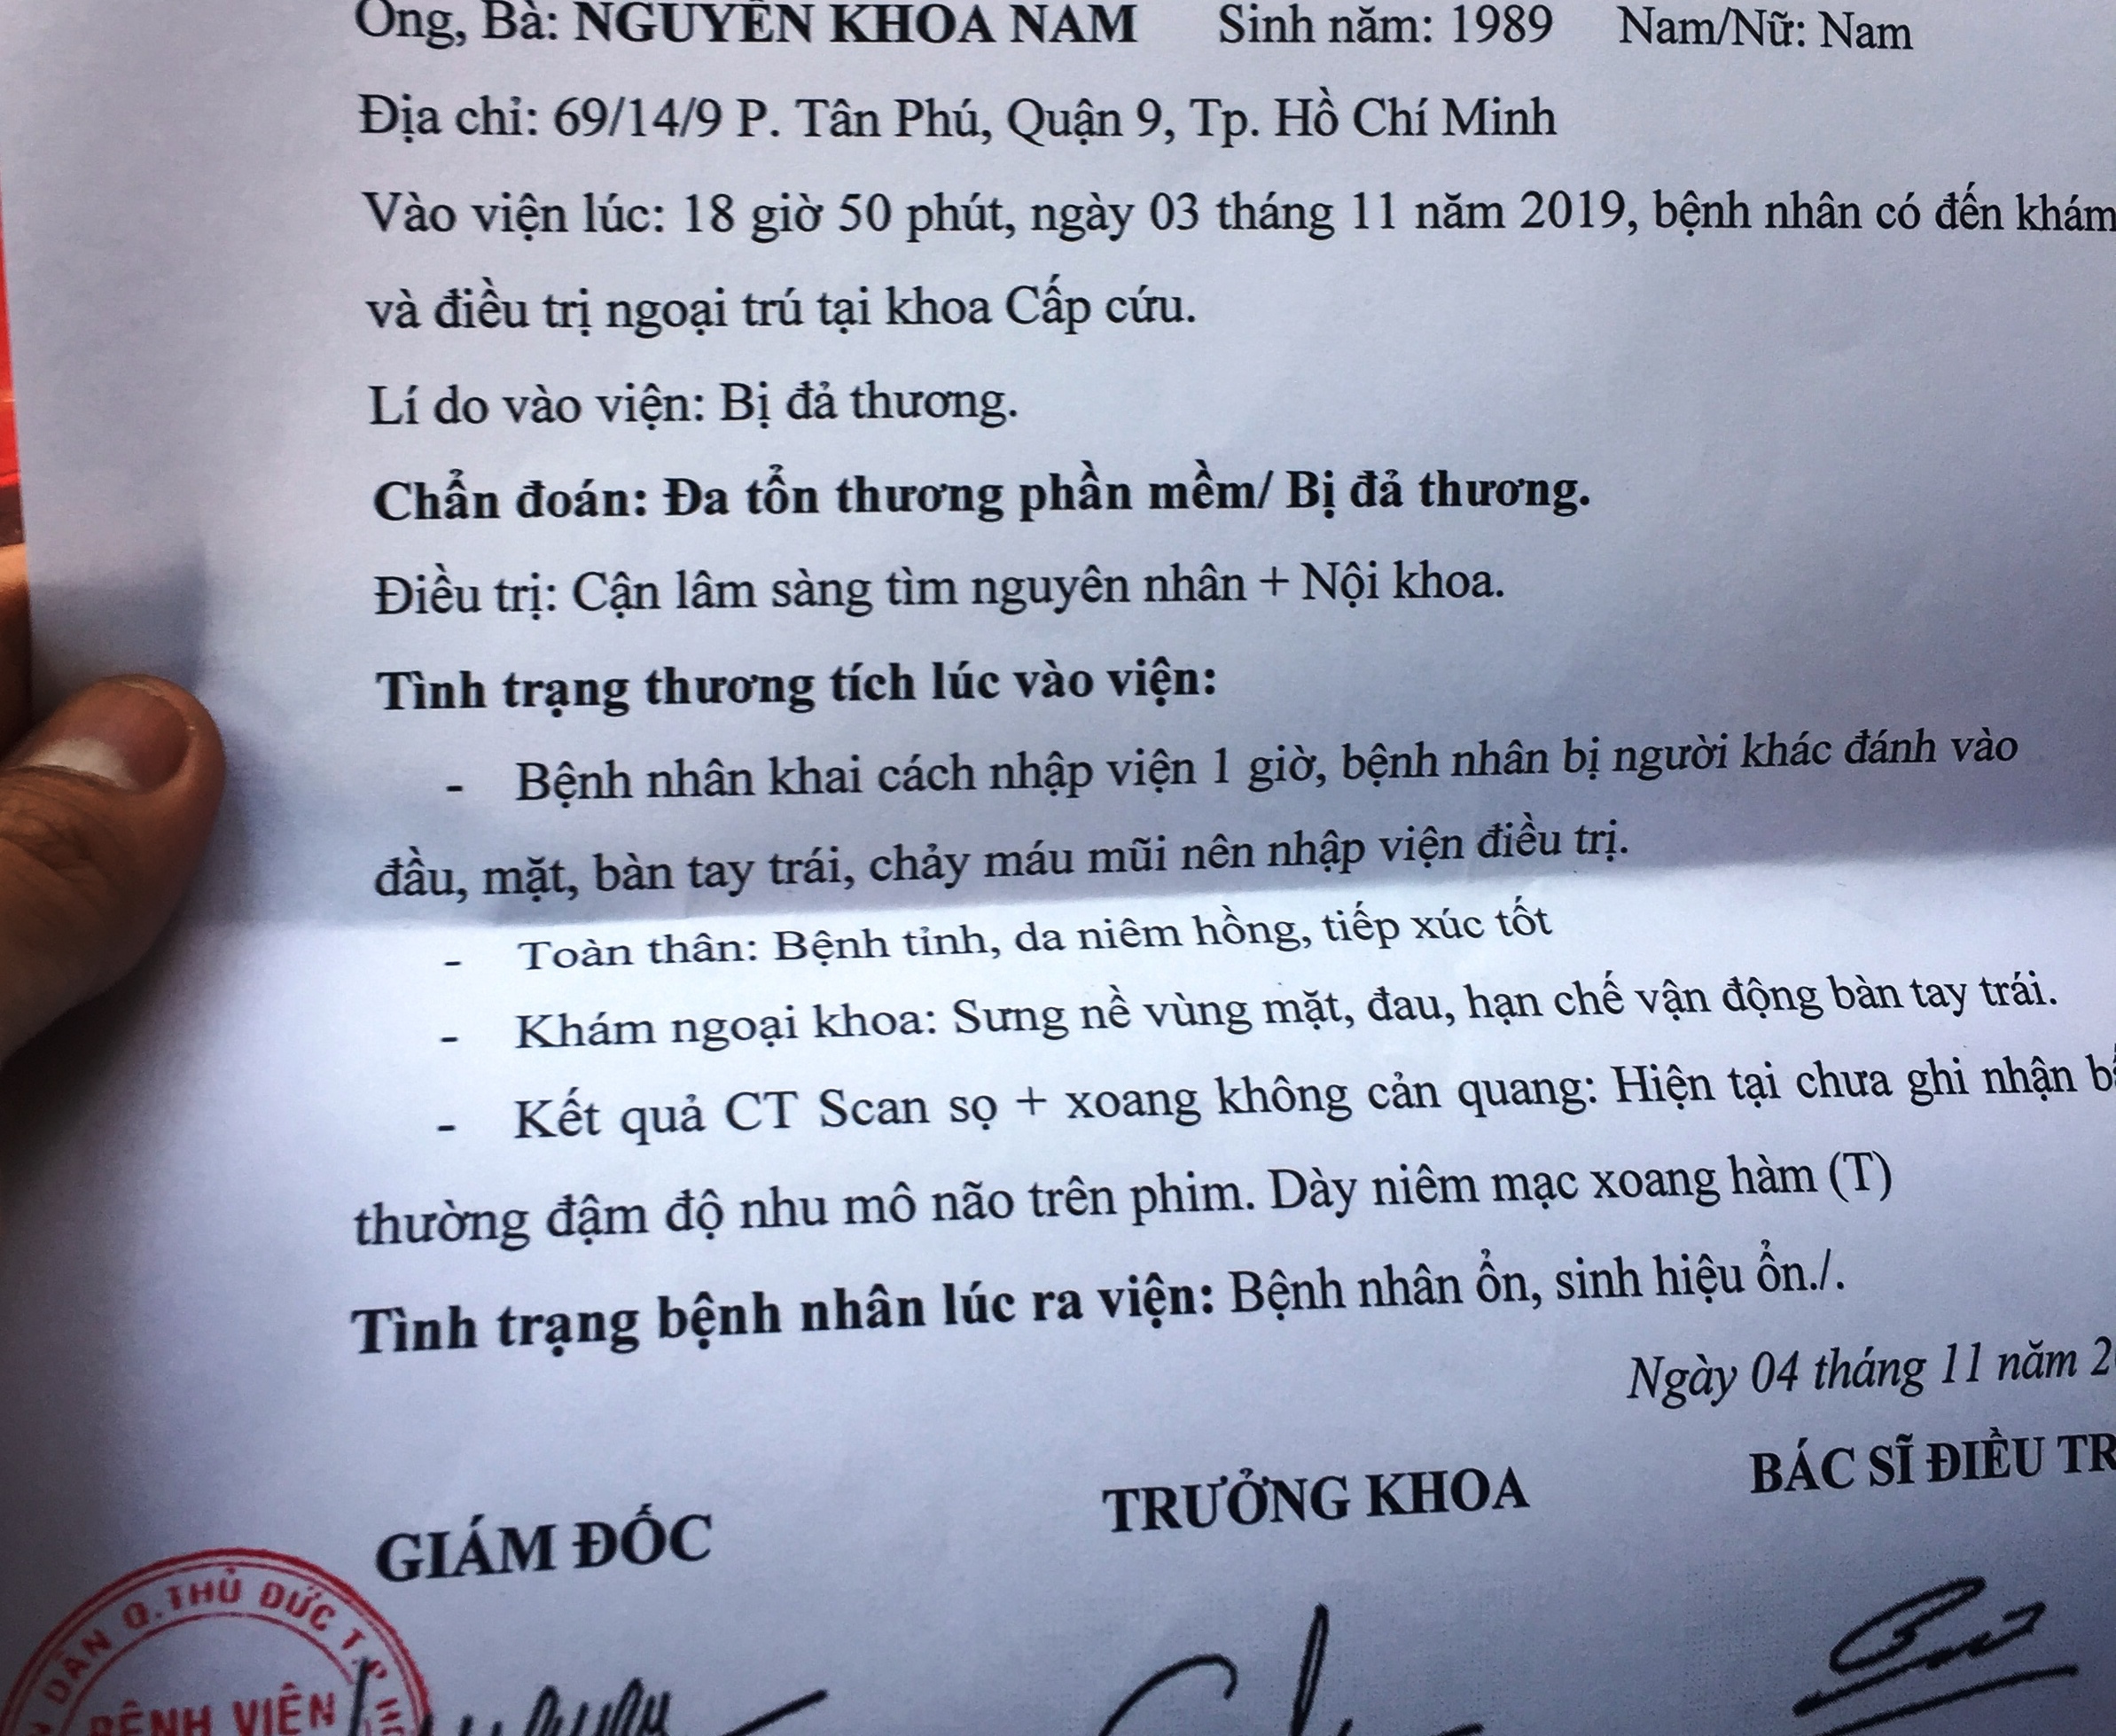 Ông, Bà: NGUYỄN KHOA NAM Sinh năm: 1989 Nam/Nữ: Nam
Địa chỉ: 69/14/9 P. Tân Phú, Quận 9, Tp. Hồ Chí Minh
Vào viện lúc: 18 giờ 50 phút, ngày 03 tháng 11 năm 2019, bệnh nhân có đến khám
và điều trị ngoại trú tại khoa Cấp cứu.
Lí do vào viện: Bị đả thương.
Chẩn đoán: Đa tổn thương phần mềm/ Bị đả thương.
Điều trị: Cận lâm sàng tìm nguyên nhân + Nội khoa.
Tình trạng thương tích lúc vào viện:
- Bệnh nhân khai cách nhập viện 1 giờ, bệnh nhân bị người khác đánh vào
đầu, mặt, bàn tay trái, chảy máu mũi nên nhập viện điều trị.
- Toàn thân: Bệnh tỉnh, da niêm hồng, tiếp xúc tốt
- Khám ngoại khoa: Sưng nề vùng mặt, đau, hạn chế vận động bàn tay trái.
- Kết quả CT Scan sọ + xoang không cản quang: Hiện tại chưa ghi nhận
thường đậm độ nhu mô não trên phim. Dày niêm mạc xoang hàm (T)
Tình trạng bệnh nhân lúc ra viện: Bệnh nhân ổn, sinh hiệu ổn./.
Ngày 04 tháng 11 năm
GIÁM ĐỐC TRƯỞNG KHOA BÁC SĨ ĐIỀU TR
DÂN Q. THỦ ĐỨC T.P
BỆNH VIỆN